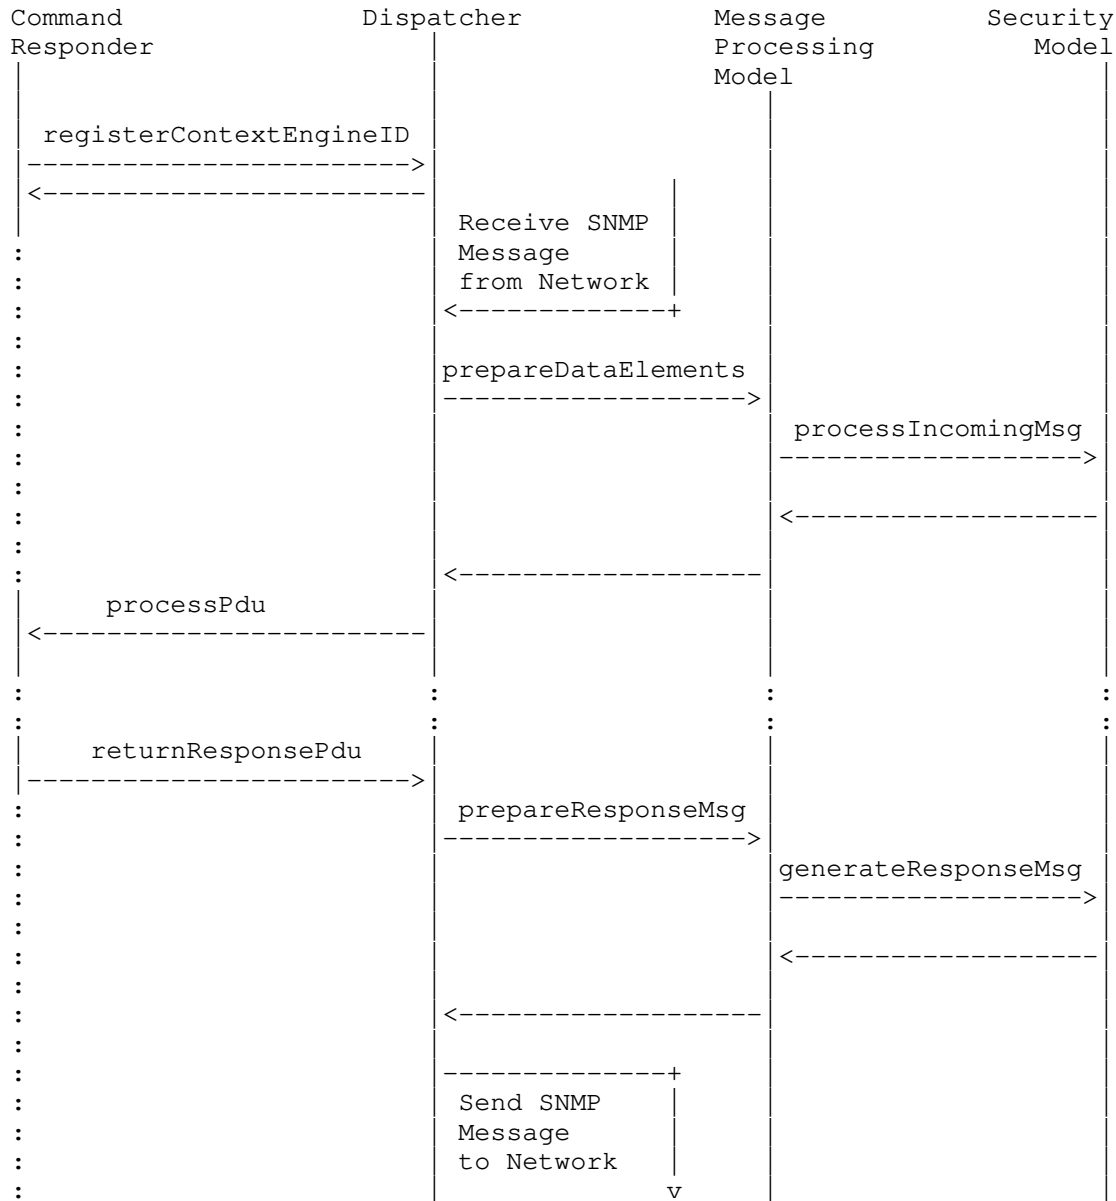 Command Dispatcher Message Security
Responder Processing Model
Model
registerContextEngineID
Receive SNMP
Message
from Network
prepareDataElements
processIncomingMsg
processPdu
returnResponsePdu
prepareResponseMsg
generateResponseMsg
Send SNMP
Message
to Network